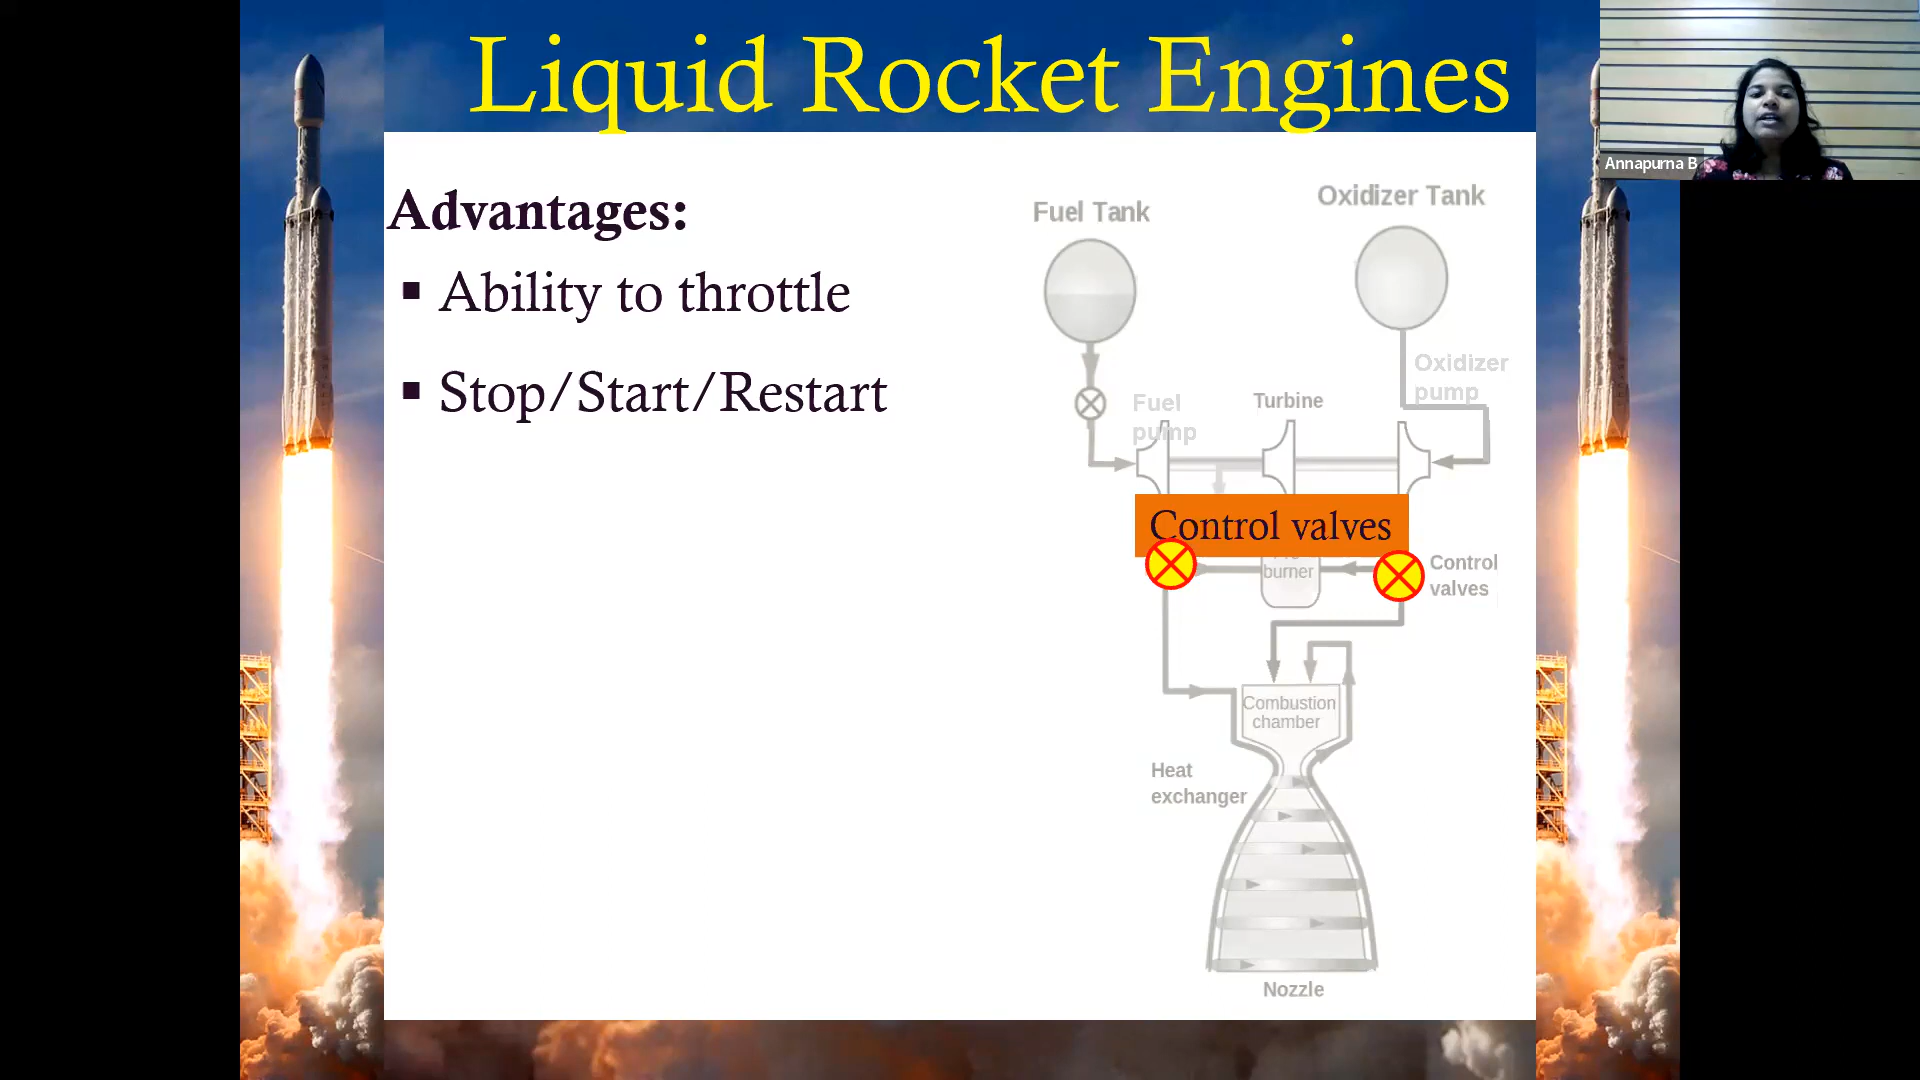 Liquid Rocket Engines
Annapurna B
Advantages:
▪ Ability to throttle
▪ Stop/Start/Restart
Fuel Tank
Oxidizer Tank
Oxidizer
pump
Fuel
pump
Turbine
Control valves
burner
Control
valves
Combustion
chamber
Heat
exchanger
Nozzle